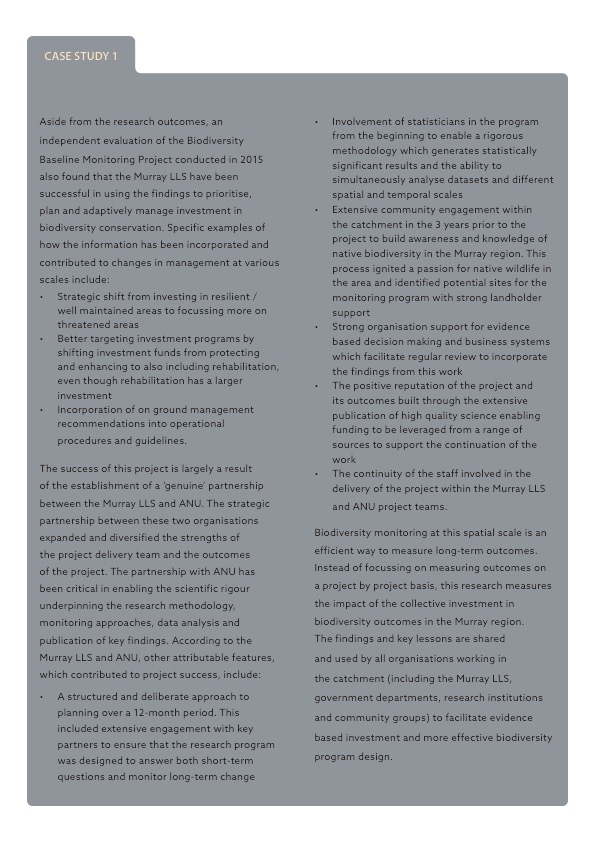 CASE STUDY 1
Aside from the research outcomes, an
independent evaluation of the Biodiversity
Baseline Monitoring Project conducted in 2015
also found that the Murray LLS have been
successful in using the findings to prioritise,
plan and adaptively manage investment in
biodiversity conservation. Specific examples of
how the information has been incorporated and
contributed to changes in management at various
scales include:
• Strategic shift from investing in resilient /
well maintained areas to focussing more on
threatened areas
• Better targeting investment programs by
shifting investment funds from protecting
and enhancing to also including rehabilitation,
even though rehabilitation has a larger
investment
• Incorporation of on ground management
recommendations into operational
procedures and guidelines.
The success of this project is largely a result
of the establishment of a ‘genuine’ partnership
between the Murray LLS and ANU. The strategic
partnership between these two organisations
expanded and diversified the strengths of
the project delivery team and the outcomes
of the project. The partnership with ANU has
been critical in enabling the scientific rigour
underpinning the research methodology,
monitoring approaches, data analysis and
publication of key findings. According to the
Murray LLS and ANU, other attributable features,
which contributed to project success, include:
• A structured and deliberate approach to
planning over a 12-month period. This
included extensive engagement with key
partners to ensure that the research program
was designed to answer both short-term
questions and monitor long-term change
• Involvement of statisticians in the program
from the beginning to enable a rigorous
methodology which generates statistically
significant results and the ability to
simultaneously analyse datasets and different
spatial and temporal scales
• Extensive community engagement within
the catchment in the 3 years prior to the
project to build awareness and knowledge of
native biodiversity in the Murray region. This
process ignited a passion for native wildlife in
the area and identified potential sites for the
monitoring program with strong landholder
support
• Strong organisation support for evidence
based decision making and business systems
which facilitate regular review to incorporate
the findings from this work
• The positive reputation of the project and
its outcomes built through the extensive
publication of high quality science enabling
funding to be leveraged from a range of
sources to support the continuation of the
work
• The continuity of the staff involved in the
delivery of the project within the Murray LLS
and ANU project teams.
Biodiversity monitoring at this spatial scale is an
efficient way to measure long-term outcomes.
Instead of focussing on measuring outcomes on
a project by project basis, this research measures
the impact of the collective investment in
biodiversity outcomes in the Murray region.
The findings and key lessons are shared
and used by all organisations working in
the catchment (including the Murray LLS,
government departments, research institutions
and community groups) to facilitate evidence
based investment and more effective biodiversity
program design.